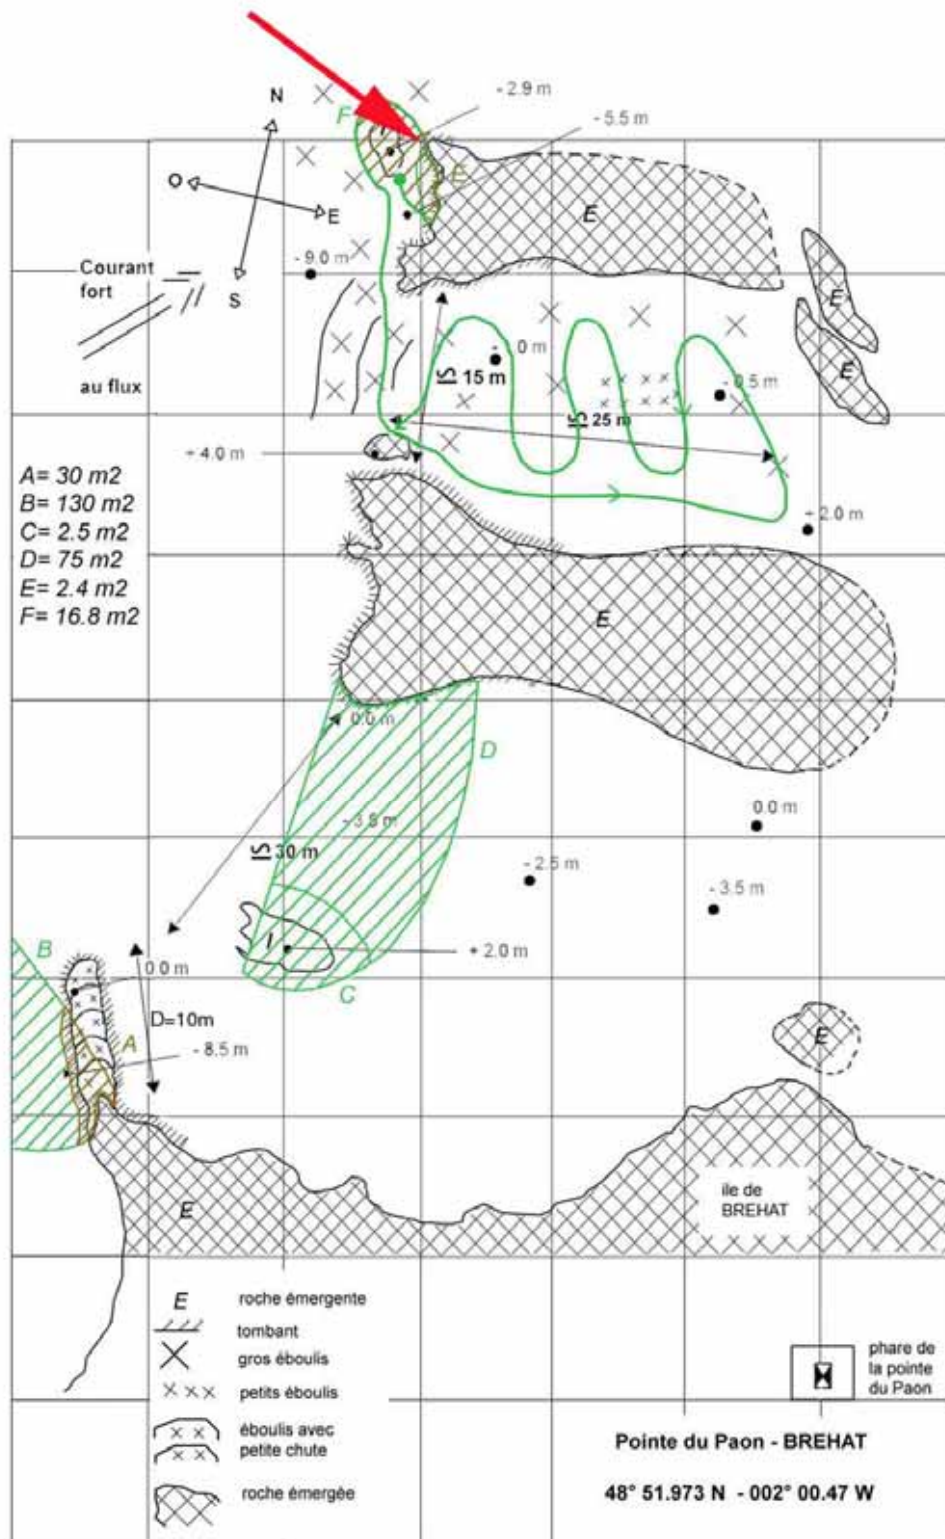 - 2.9 m
N
F
- 5.5 m
E
O
E
E
- 9.0 m
Courant
fort
S
E
E
au flux
0 m
- 0.5 m
≤ 15 m
≤ 25 m
+ 4.0 m
A= 30 m2
B= 130 m2
C= 2.5 m2
D= 75 m2
E= 2.4 m2
F= 16.8 m2
+ 2.0 m
E
0.0 m
D
0.0 m
- 3.8 m
≤ 30 m
- 2.5 m
- 3.5 m
B
I
+ 2.0 m
0.0 m
C
D=10m
A
- 8.5 m
E
E
ile de
BREHAT
E roche émergente
tombant
gros éboulis
petits éboulis
éboulis avec
petite chute
roche émergée
phare de
la pointe
du Paon
Pointe du Paon - BREHAT
48° 51.973 N - 002° 00.47 W